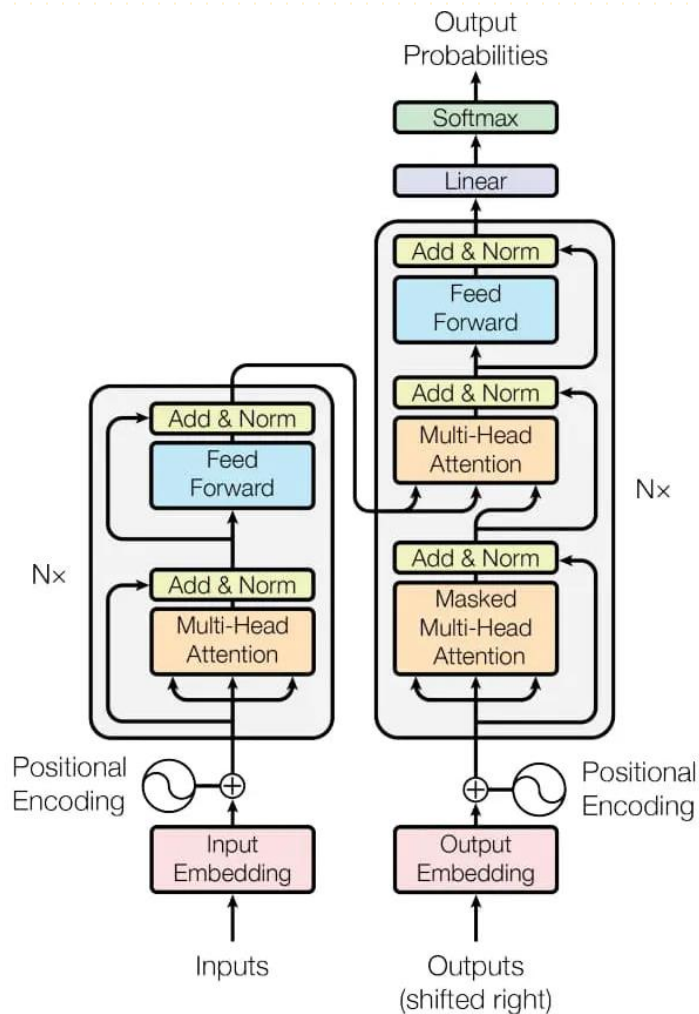 Output
Probabilities
Softmax
Linear
Add & Norm
Feed
Forward
Add & Norm
Multi-Head
Attention
Add & Norm
Masked
Multi-Head
Attention
N×
Add & Norm
Feed
Forward
Add & Norm
Multi-Head
Attention
N×
Positional
Encoding
Positional
Encoding
Input
Embedding
Output
Embedding
Inputs
Outputs
(shifted right)